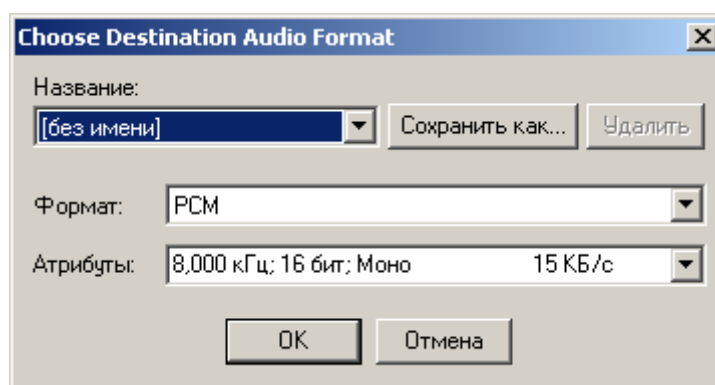 Choose Destination Audio Format
Название:
[без имени]
Сохранить как...
Удалить
Формат:
PCM
Атрибуты:
8,000 кГц; 16 бит; Моно 15 КБ/с
OK
Отмена